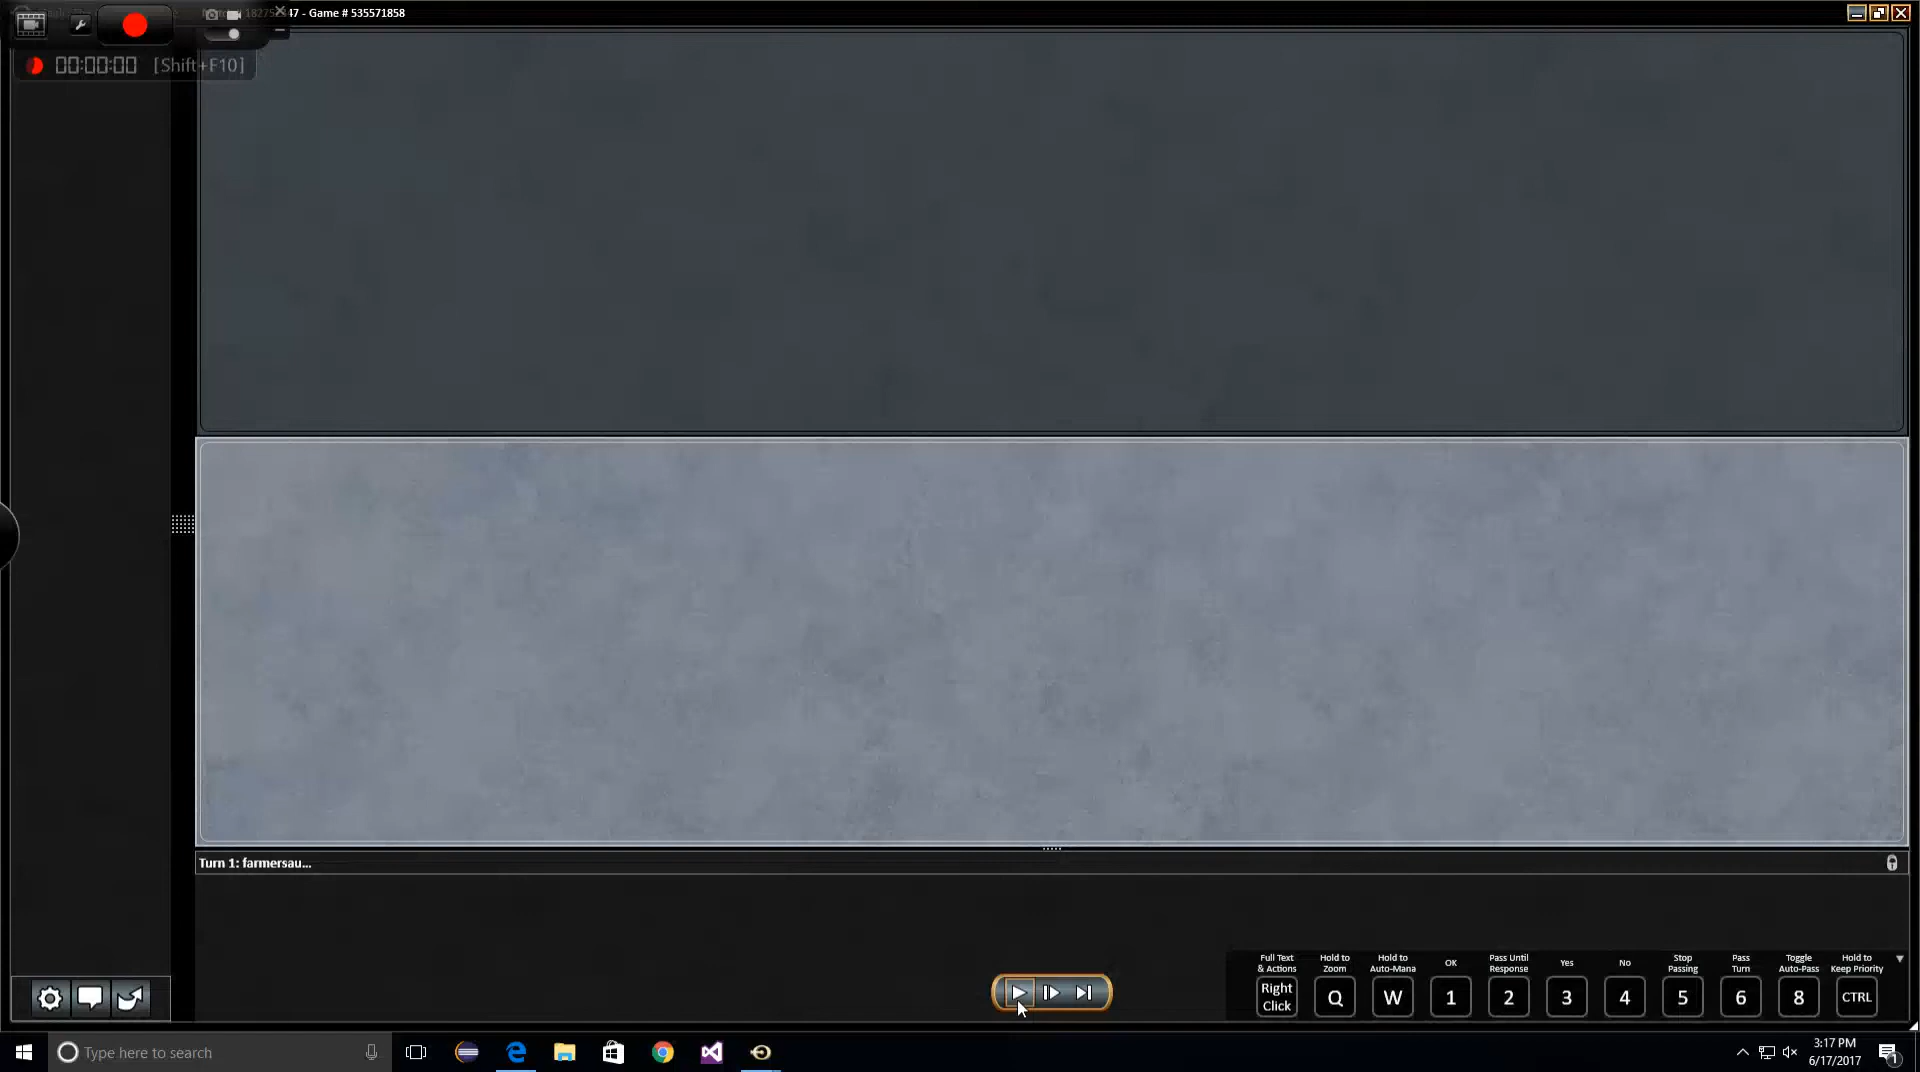 47 - Game # 535571858
00:00:00 [Shift+F10]
Turn 1: farmersau...
Full Text
& Actions
Right
Click
Hold to
Zoom
Q
Hold to
Auto-Mana
W
OK
1
Pass Until
Response
2
Yes
3
No
4
Stop
Passing
5
Pass
Turn
6
Toggle
Auto-Pass
8
Hold to
Keep Priority
CTRL
Type here to search
3:17 PM
6/17/2017
1